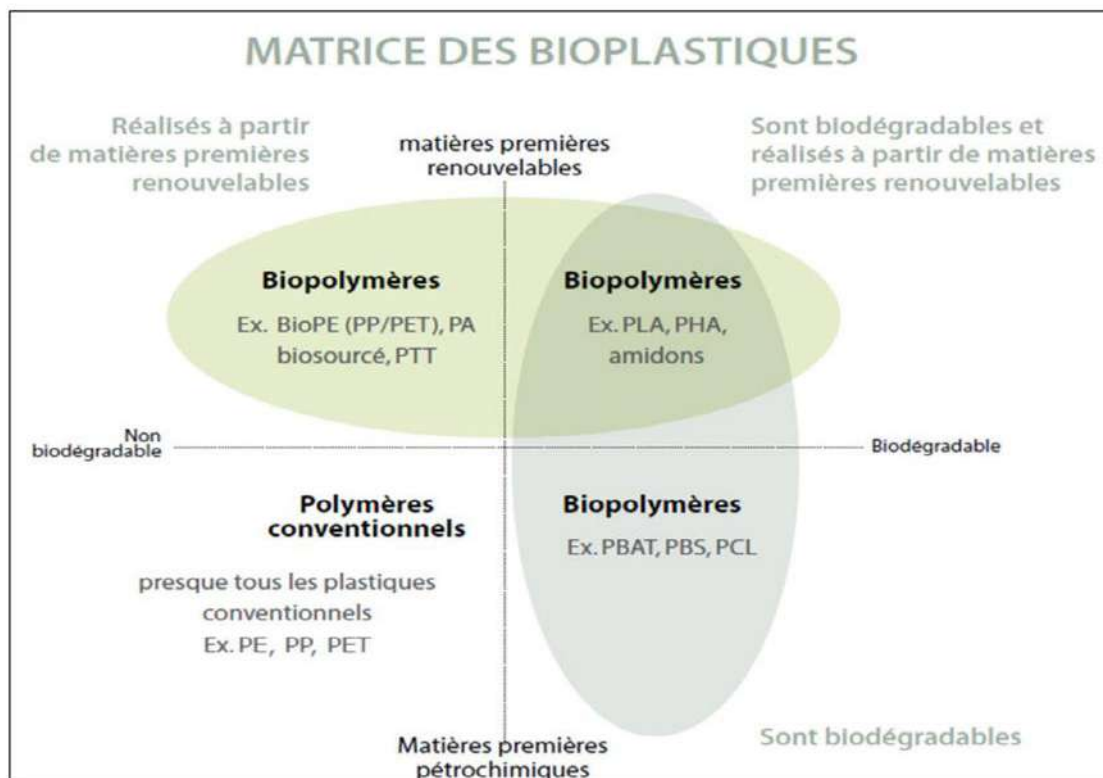 MATRICE DES BIOPLASTIQUES
Réalisés à partir
de matières premières
renouvelables
matières premières
renouvelables
Sont biodégradables et
réalisés à partir de matières
premières renouvelables
Biopolymères
Ex. BioPE (PP/PET), PA
biosourcé, PTT
Biopolymères
Ex. PLA, PHA,
amidons
Non
biodégradable
Biodégradable
Polymères
conventionnels
presque tous les plastiques
conventionnels
Ex. PE, PP, PET
Biopolymères
Ex. PBAT, PBS, PCL
Matières premières
pétrochimiques
Sont biodégradables